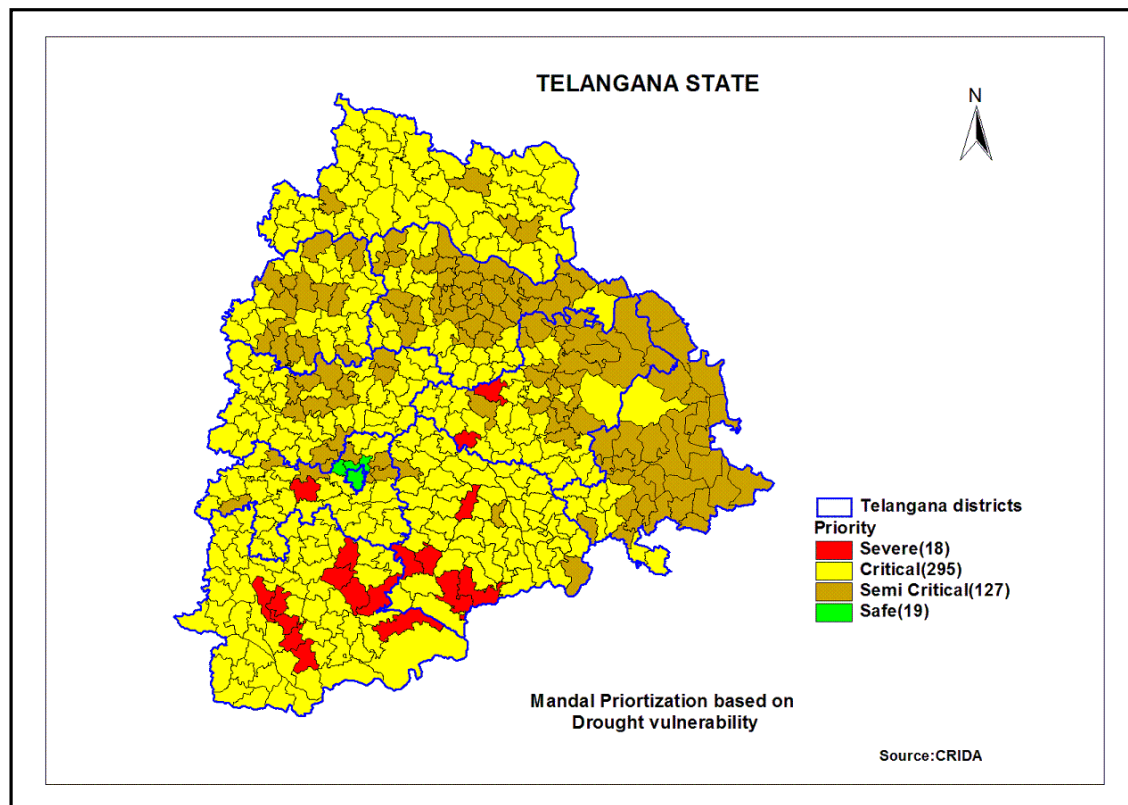 TELANGANA STATE
N
Telangana districts
Priority
Severe(18)
Critical(295)
Semi Critical(127)
Safe(19)
Mandal Priortization based on
Drought vulnerability
Source:CRIDA